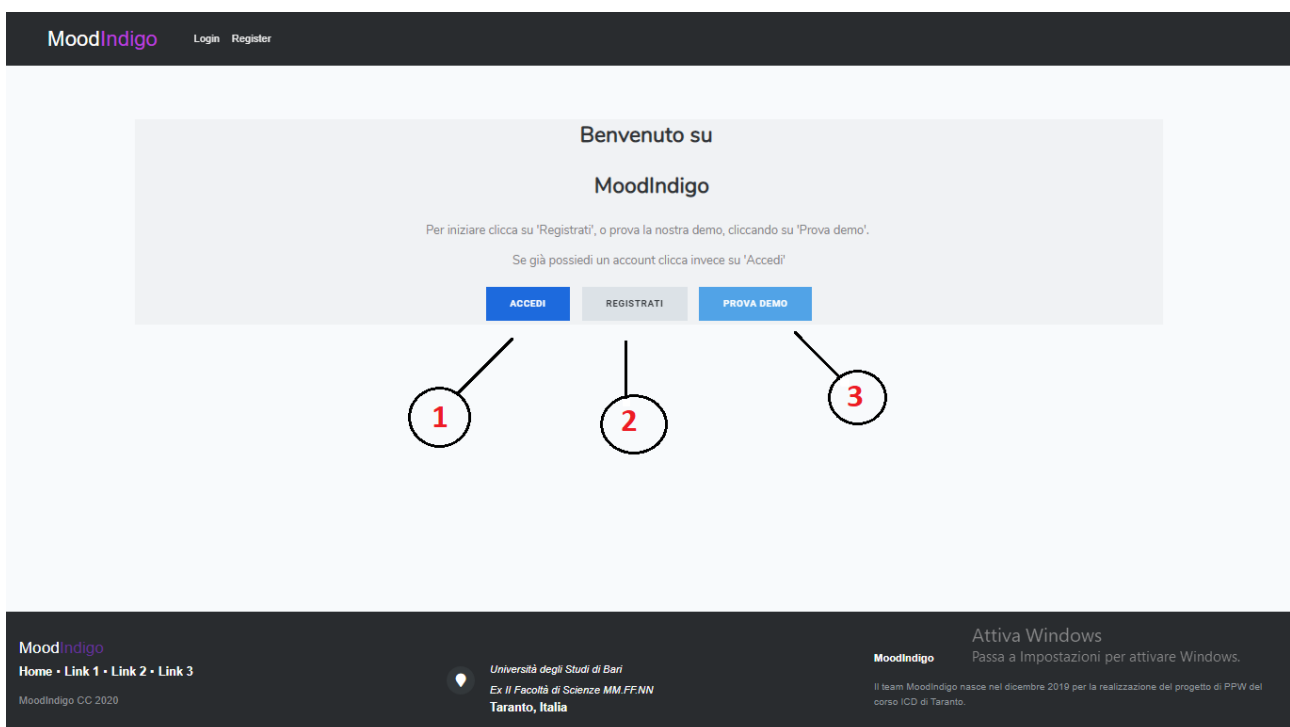 MoodIndigo Login Register
Benvenuto su
MoodIndigo
Per iniziare clicca su 'Registrati', o prova la nostra demo, cliccando su 'Prova demo'.
Se già possiedi un account clicca invece su 'Accedi'
ACCEDI REGISTRATI PROVA DEMO
1 2 3
MoodIndigo
Home · Link 1 · Link 2 · Link 3
MoodIndigo CC 2020
Università degli Studi di Bari
Ex II Facoltà di Scienze MM.FF.NN
Taranto, Italia
MoodIndigo
Il team MoodIndigo nasce nel dicembre 2019 per la realizzazione del progetto di PPW del
corso ICD di Taranto.
Attiva Windows
Passa a Impostazioni per attivare Windows.